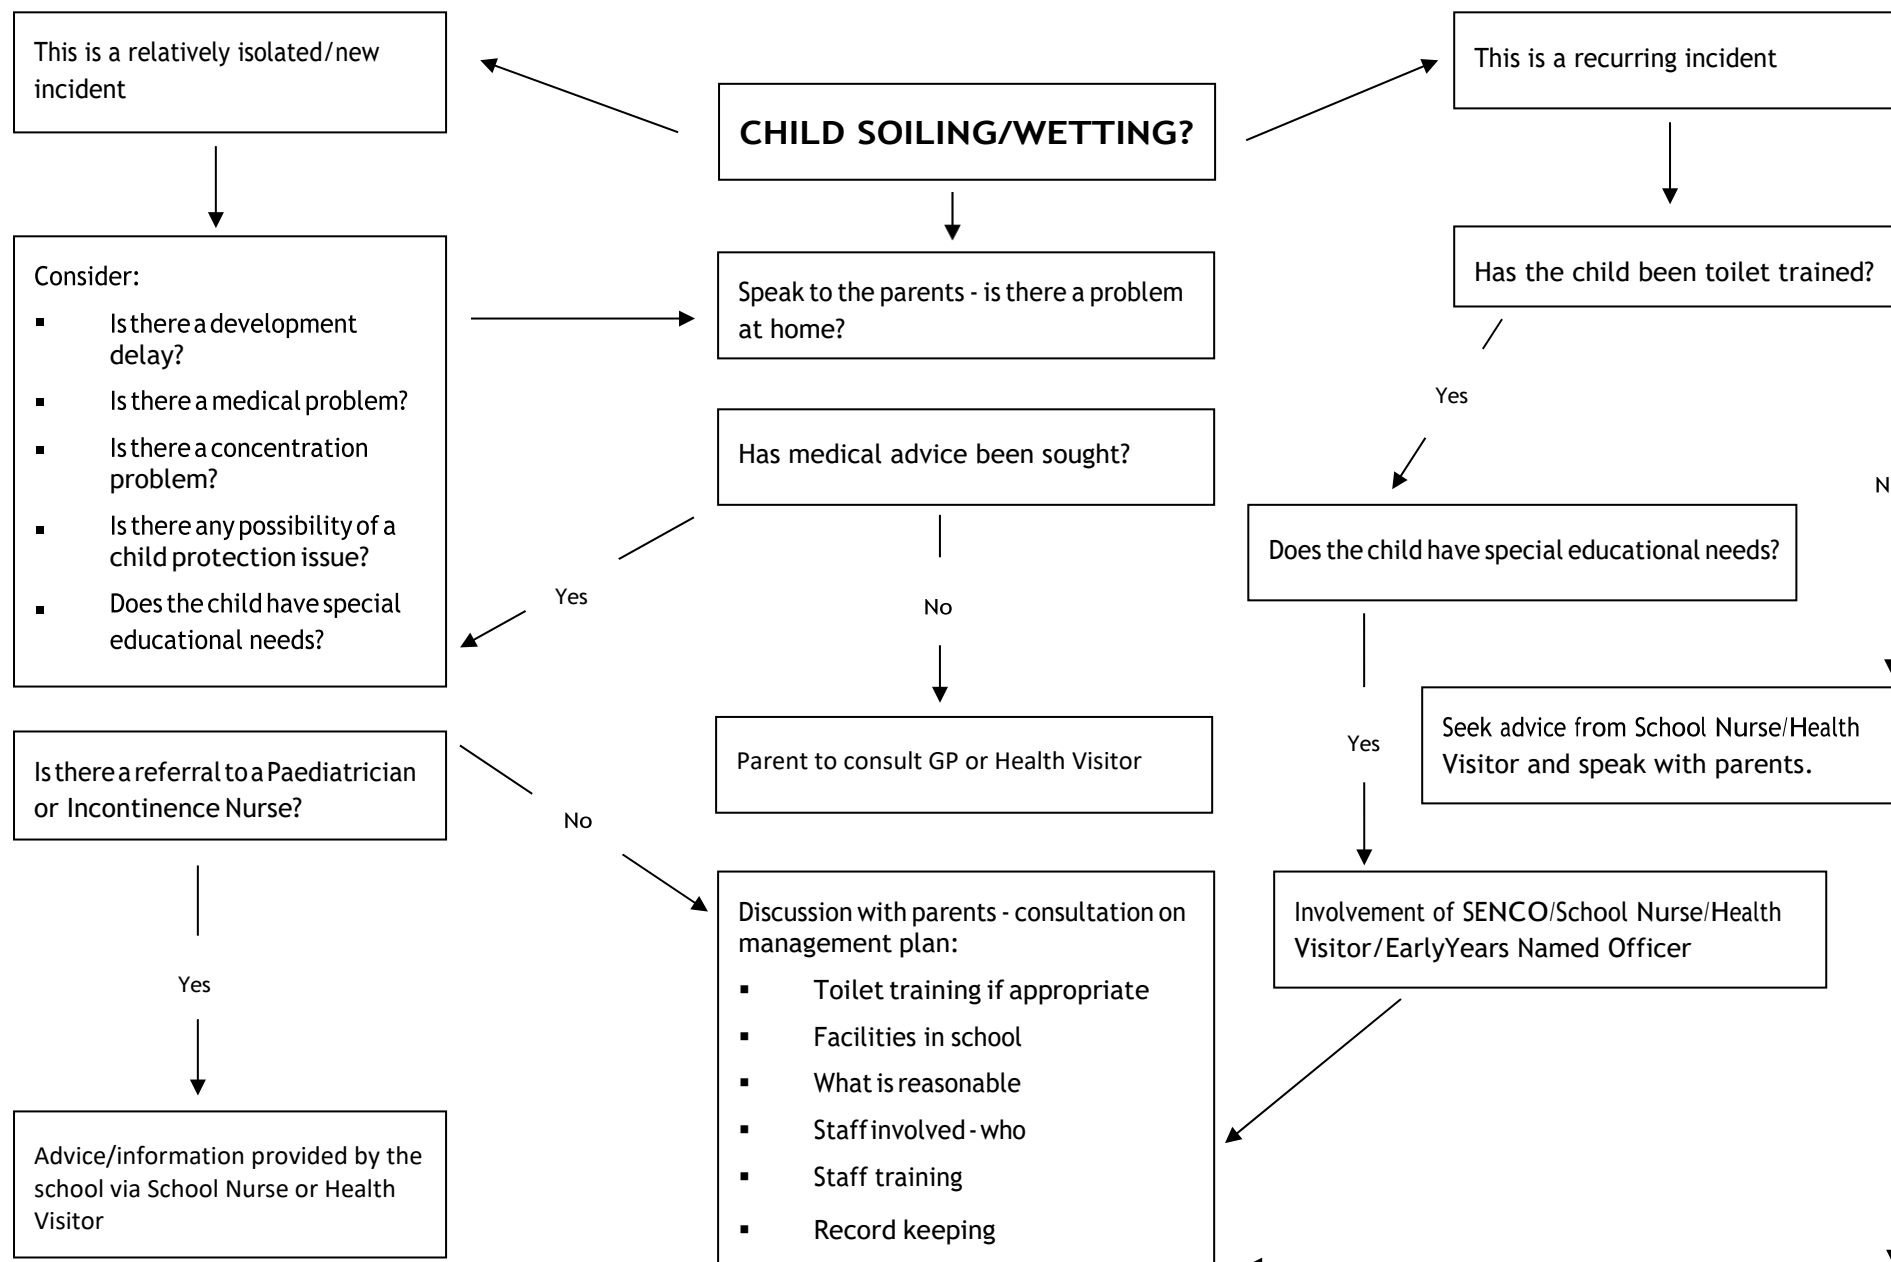 This is a relatively isolated/new
incident
CHILD SOILING/WETTING?
This is a recurring incident
Consider:
▪ Is there a development
delay?
▪ Is there a medical problem?
▪ Is there a concentration
problem?
▪ Is there any possibility of a
child protection issue?
▪ Does the child have special
educational needs?
Speak to the parents - is there a problem
at home?
Has the child been toilet trained?
Yes
N
Has medical advice been sought?
Yes
No
Does the child have special educational needs?
Yes
Parent to consult GP or Health Visitor
Seek advice from School Nurse/Health
Visitor and speak with parents.
Is there a referral to a Paediatrician
or Incontinence Nurse?
No
Yes
Discussion with parents - consultation on
management plan:
▪ Toilet training if appropriate
▪ Facilities in school
▪ What is reasonable
▪ Staff involved - who
▪ Staff training
▪ Record keeping
Involvement of SENCO/School Nurse/Health
Visitor/EarlyYears Named Officer
Advice/information provided by the
school via School Nurse or Health
Visitor